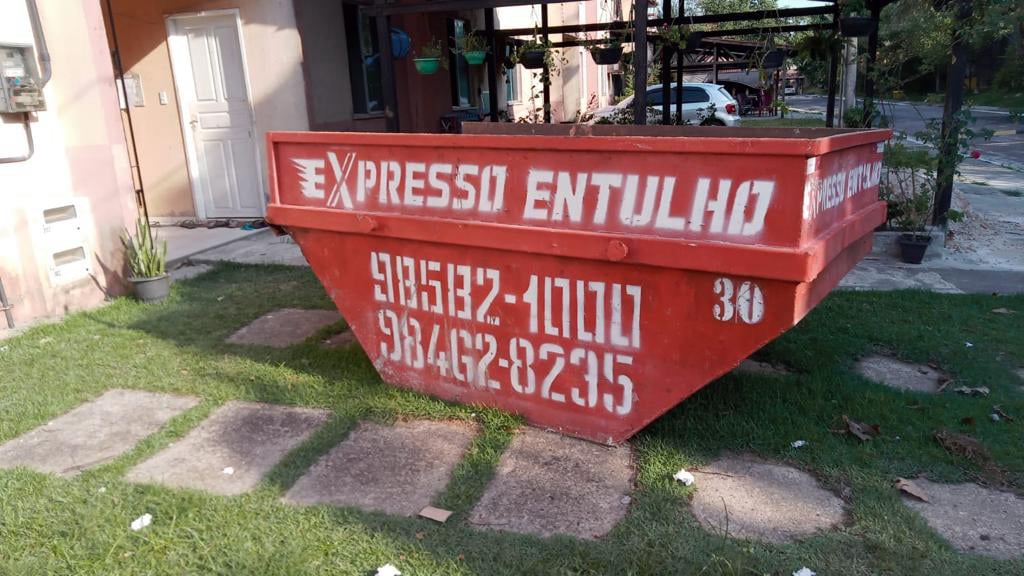 EXPRESSO ENTULHO
98582-1000
98462-8235
30
EXPRESSO ENTULHO